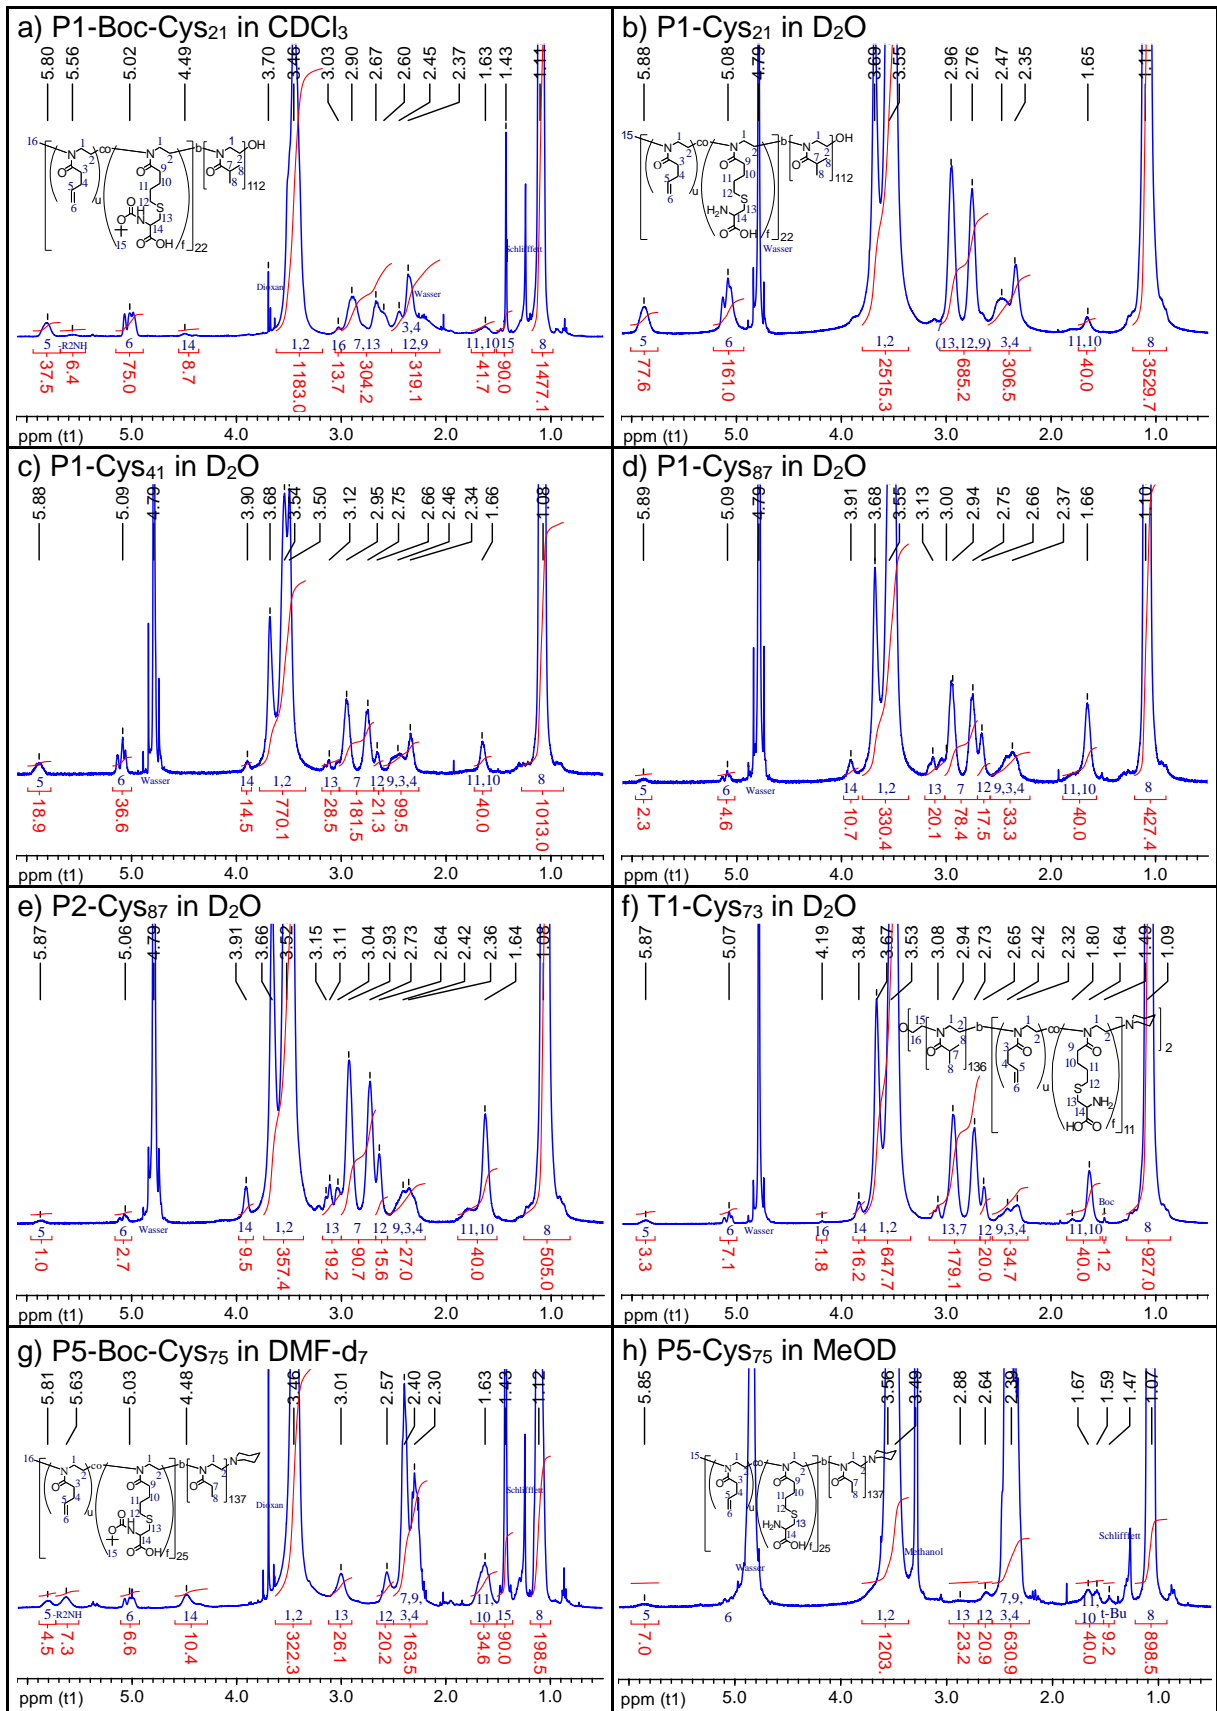 a) P1-Boc-Cys21 in CDCl3
5.80 5.56 5.02 4.49 3.70 3.46 3.03 2.90 2.67 2.60 2.45 2.37 1.63 1.43 1.11
Dioxan
Schlifffett
Wasser
5 -R2NH 6 14 1,2 16 7,13 3,4 12,9 11,10 15 8
37.5 6.4 75.0 8.7 1183.0 13.7 304.2 319.1 41.7 90.0 1477.1
5.0 4.0 3.0 2.0 1.0
ppm (t1)
b) P1-Cys21 in D2O
5.88 5.08 4.79 3.69 3.55 2.96 2.76 2.47 2.35 1.65 1.11
Wasser
5 6 1,2 (13,12,9) 3,4 11,10 8
77.6 161.0 2515.3 685.2 306.5 40.0 3529.7
5.0 4.0 3.0 2.0 1.0
ppm (t1)
c) P1-Cys41 in D2O
5.88 5.09 4.79 3.90 3.68 3.54 3.50 3.12 2.95 2.75 2.66 2.46 2.34 1.66 1.08
5 6 Wasser 14 1,2 13 7 12 9,3,4 11,10 8
18.9 36.6 14.5 770.1 28.5 181.5 21.3 99.5 40.0 1013.0
5.0 4.0 3.0 2.0 1.0
ppm (t1)
d) P1-Cys87 in D2O
5.89 5.09 4.79 3.91 3.68 3.55 3.13 3.00 2.94 2.75 2.66 2.37 1.66 1.10
5 6 Wasser 14 1,2 13 7 12 9,3,4 11,10 8
2.3 4.6 10.7 330.4 20.1 78.4 17.5 33.3 40.0 427.4
5.0 4.0 3.0 2.0 1.0
ppm (t1)
e) P2-Cys87 in D2O
5.87 5.06 4.79 3.91 3.66 3.52 3.15 3.11 3.04 2.93 2.73 2.64 2.42 2.36 1.64 1.08
5 6 Wasser 14 1,2 13 7 12 9,3,4 11,10 8
1.0 2.7 9.5 357.4 19.2 90.7 15.6 27.0 40.0 505.0
5.0 4.0 3.0 2.0 1.0
ppm (t1)
f) T1-Cys73 in D2O
5.87 5.07 4.79 4.19 3.84 3.67 3.53 3.08 2.94 2.73 2.65 2.42 2.32 1.80 1.64 1.49 1.09
Boc
5 6 Wasser 16 14 1,2 13,7 12 9,3,4 11,10 8
3.3 7.1 1.8 16.2 647.7 179.1 20.0 34.7 40.0 1.2 927.0
5.0 4.0 3.0 2.0 1.0
ppm (t1)
g) P5-Boc-Cys75 in DMF-d7
5.81 5.63 5.03 4.48 3.46 3.01 2.57 2.40 2.30 1.63 1.43 1.12
Dioxan
Schlifffett
5 -R2NH 6 14 1,2 13 12 7,9,3,4 11,10 15 8
4.5 7.3 6.6 10.4 322.3 26.1 20.2 163.5 34.6 90.0 198.5
5.0 4.0 3.0 2.0 1.0
ppm (t1)
h) P5-Cys75 in MeOD
5.85 3.56 3.49 2.88 2.64 2.39 1.67 1.59 1.47 1.07
Wasser
Methanol
Schlifffett
5 6 1,2 13 12 7,9,3,4 11,10 t-Bu 8
7.0 1203. 23.2 20.9 630.9 40.0 9.2 898.5
5.0 4.0 3.0 2.0 1.0
ppm (t1)